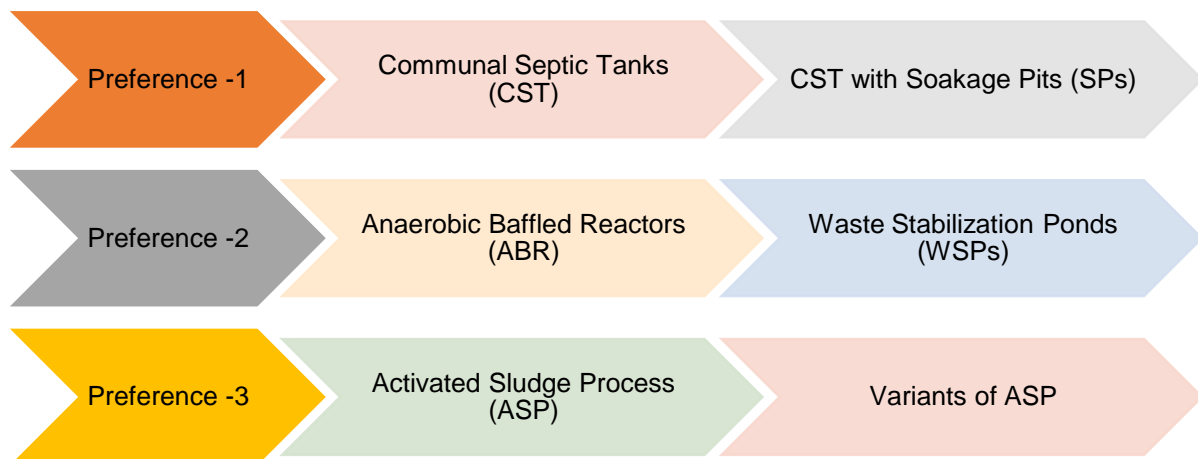 Preference -1
Communal Septic Tanks
(CST)
CST with Soakage Pits (SPs)
Preference -2
Anaerobic Baffled Reactors
(ABR)
Waste Stabilization Ponds
(WSPs)
Preference -3
Activated Sludge Process
(ASP)
Variants of ASP